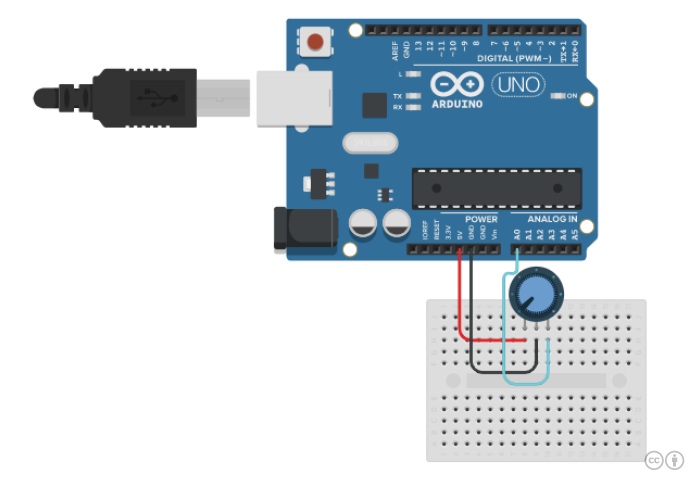 AREF
GND
13
12
~11
~10
~9
8
7
~6
~5
4
~3
2
TX→1
RX←0
DIGITAL (PWM~)
L
TX
RX
ARDUINO
UNO
ON
POWER
ANALOG IN
IOREF
RESET
3.3V
5V
GND
GND
Vin
A0
A1
A2
A3
A4
A5
CC